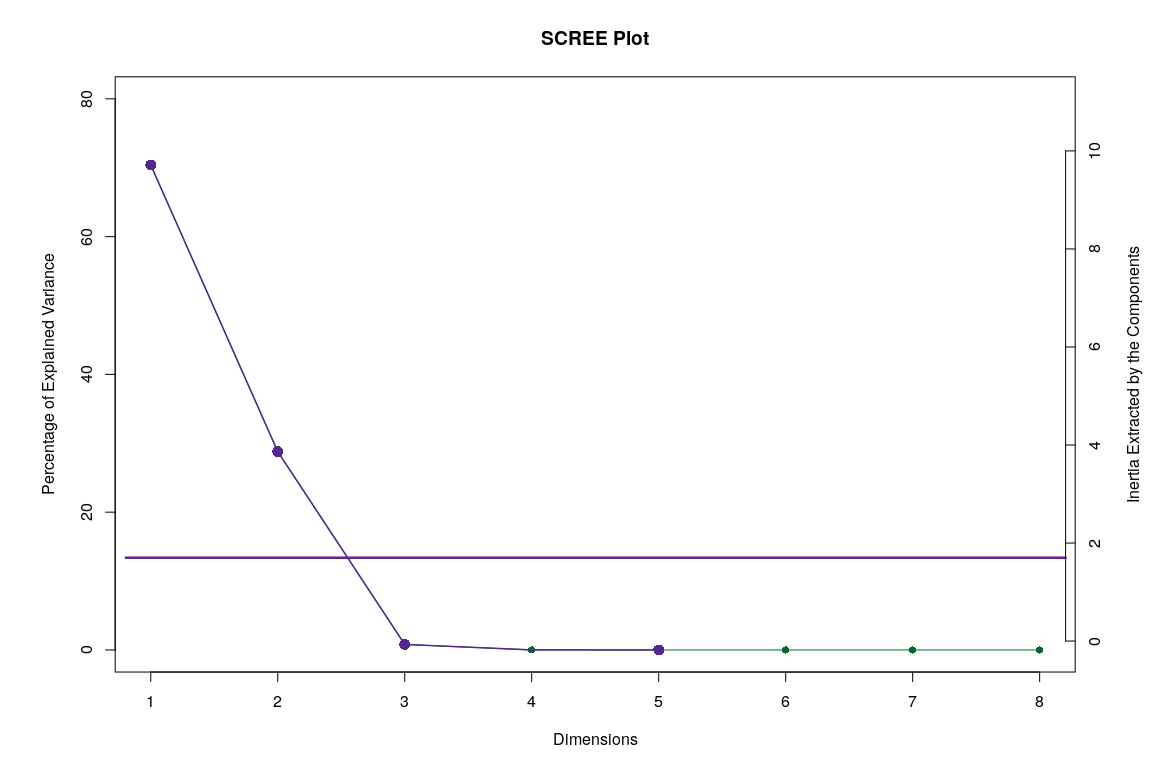 SCREE Plot
Percentage of Explained Variance
80
60
40
20
0
10
8
6
4
2
0
Inertia Extracted by the Components
1 2 3 4 5 6 7 8
Dimensions